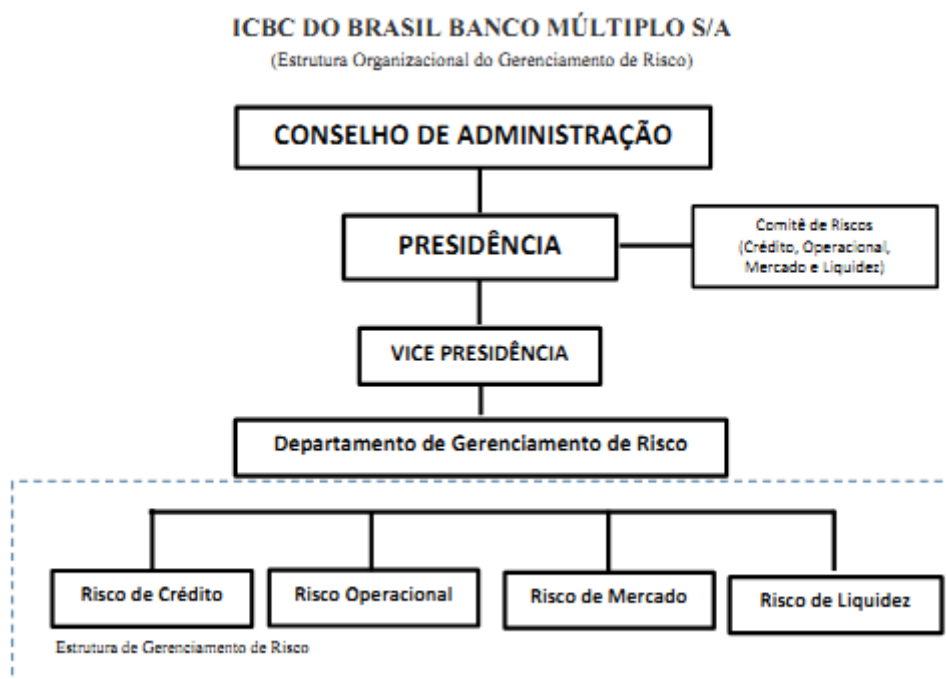 ICBC DO BRASIL BANCO MÚLTIPLO S/A
(Estrutura Organizacional do Gerenciamento de Risco)
CONSELHO DE ADMINISTRAÇÃO
PRESIDÊNCIA
Comitê de Riscos
(Crédito, Operacional,
Mercado e Liquidez)
VICE PRESIDÊNCIA
Departamento de Gerenciamento de Risco
Risco de Crédito
Risco Operacional
Risco de Mercado
Risco de Liquidez
Estrutura de Gerenciamento de Risco